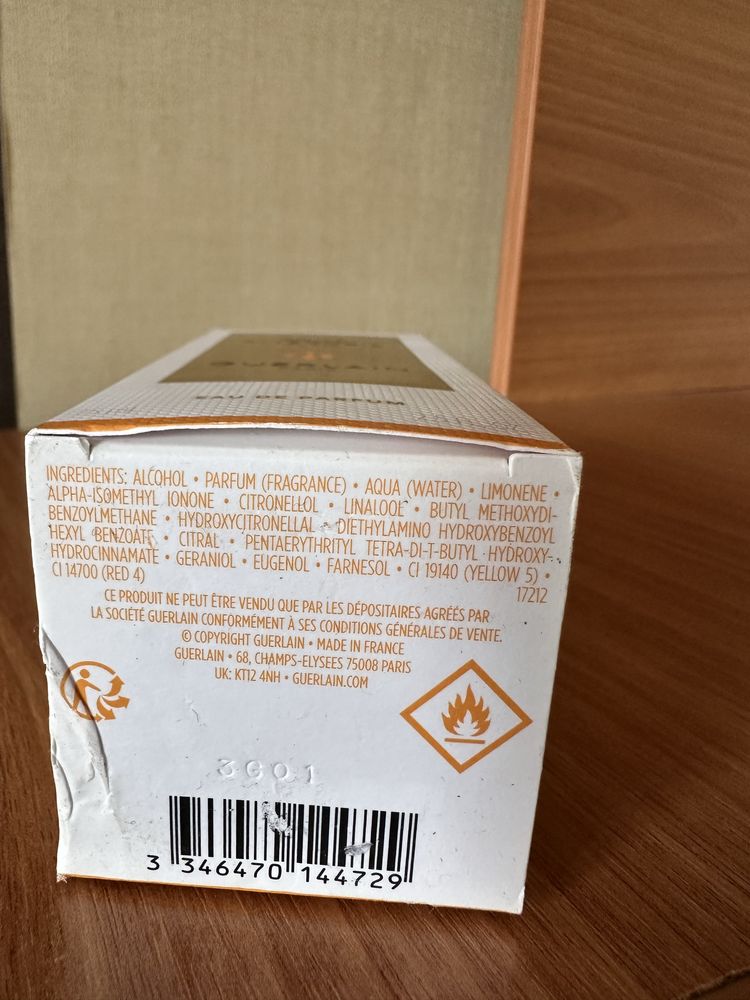 GUERLAIN
EAU DE PARFUM
INGREDIENTS: ALCOHOL • PARFUM (FRAGRANCE) • AQUA (WATER) • LIMONENE •
ALPHA-ISOMETHYL IONONE • CITRONELLOL • LINALOOL • BUTYL METHOXYDI-
BENZOYLMETHANE • HYDROXYCITRONELLAL • DIETHYLAMINO HYDROXYBENZOYL
HEXYL BENZOATE • CITRAL • PENTAERYTHRITYL TETRA-DI-T-BUTYL HYDROXY-
HYDROCINNAMATE • GERANIOL • EUGENOL • FARNESOL • CI 19140 (YELLOW 5) •
CI 14700 (RED 4)
17212
CE PRODUIT NE PEUT ÊTRE VENDU QUE PAR LES DÉPOSITAIRES AGRÉÉS PAR
LA SOCIÉTÉ GUERLAIN CONFORMÉMENT À SES CONDITIONS GÉNÉRALES DE VENTE.
© COPYRIGHT GUERLAIN • MADE IN FRANCE
GUERLAIN • 68, CHAMPS-ELYSEES 75008 PARIS
UK: KT12 4NH • GUERLAIN.COM
3G01
3 346470 144729